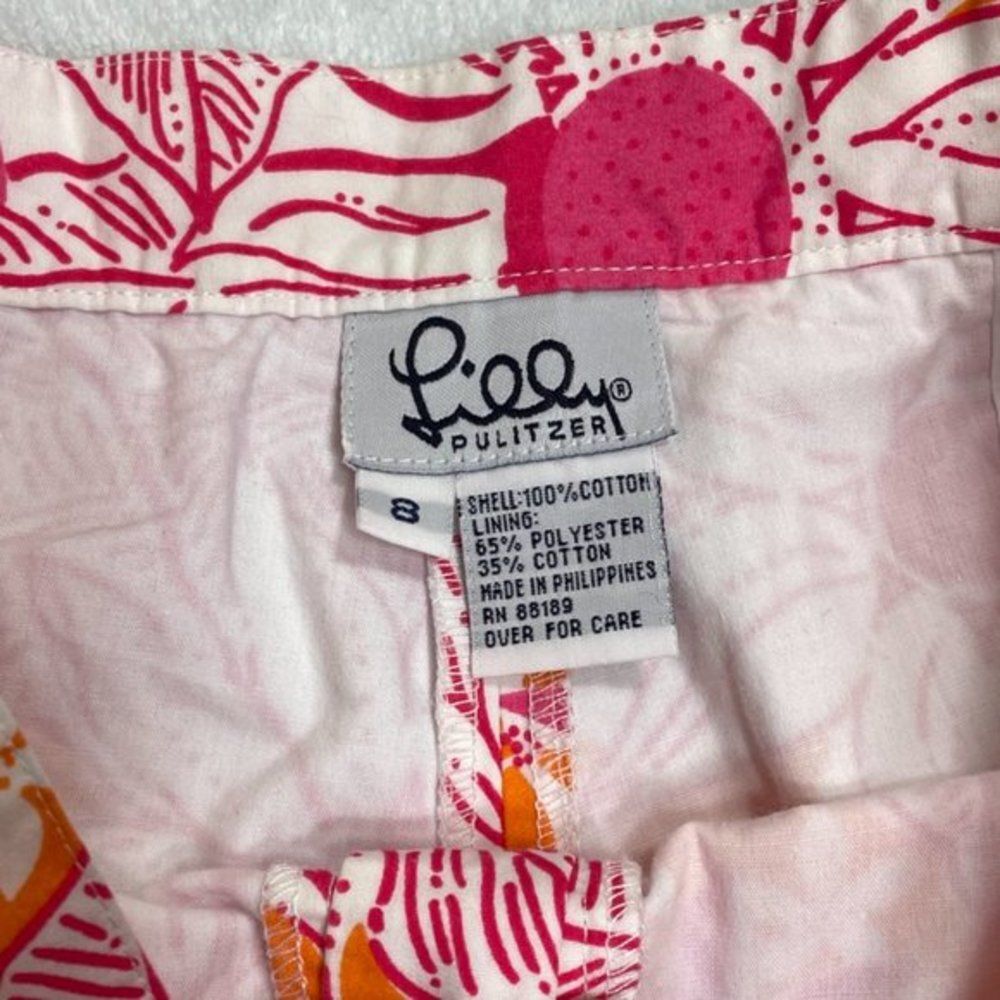 Lilly®
PULITZER
8
SHELL:100%COTTON
LINING:
65% POLYESTER
35% COTTON
MADE IN PHILIPPINES
RN 88189
OVER FOR CARE